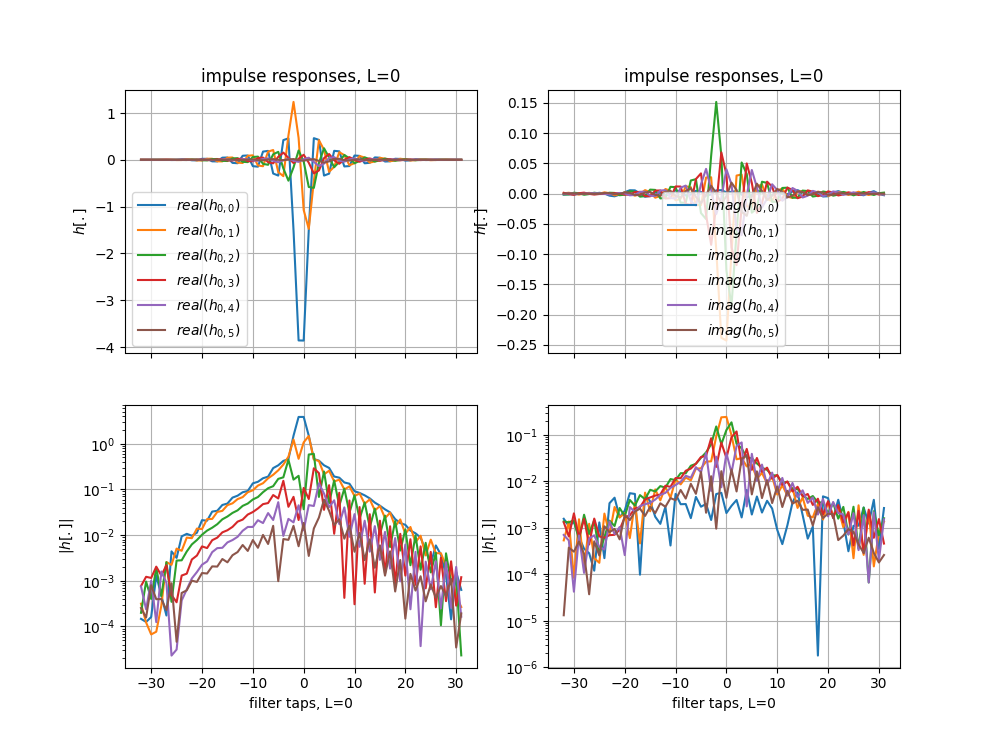 impulse responses, L=0
1
0
−1
−2
−3
−4
h[.]
real(h0,0)
real(h0,1)
real(h0,2)
real(h0,3)
real(h0,4)
real(h0,5)
impulse responses, L=0
0.15
0.10
0.05
0.00
−0.05
−0.10
−0.15
−0.20
−0.25
h[.]
imag(h0,0)
imag(h0,1)
imag(h0,2)
imag(h0,3)
imag(h0,4)
imag(h0,5)
10^0
10^−1
10^−2
10^−3
10^−4
|h[.]|
−30 −20 −10 0 10 20 30
filter taps, L=0
10^−1
10^−2
10^−3
10^−4
10^−5
10^−6
|h[.]|
−30 −20 −10 0 10 20 30
filter taps, L=0